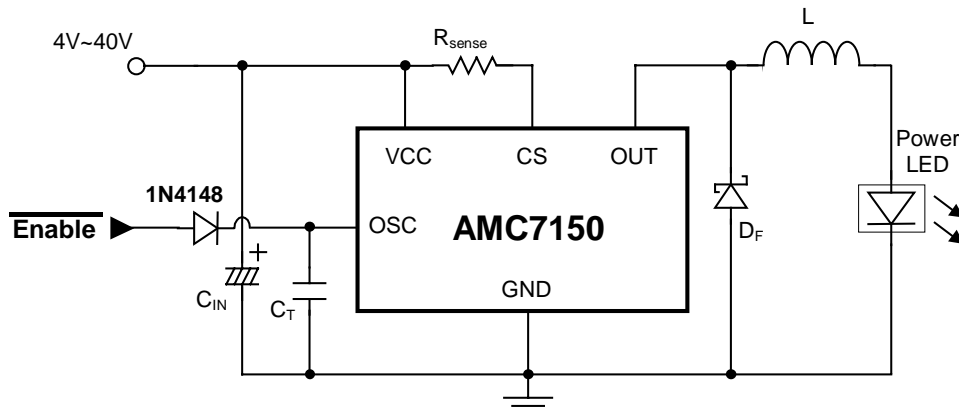 4V~40V
Rsense
L
VCC
CS
OUT
Power
LED
1N4148
Enable
OSC
AMC7150
DF
+
CIN
CT
GND